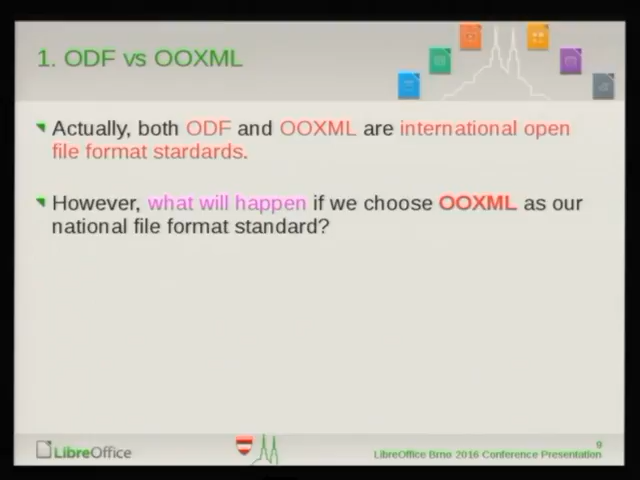 1. ODF vs OOXML
Actually, both ODF and OOXML are international open
file format stardards.
However, what will happen if we choose OOXML as our
national file format standard?
LibreOffice
9
LibreOffice Brno 2016 Conference Presentation